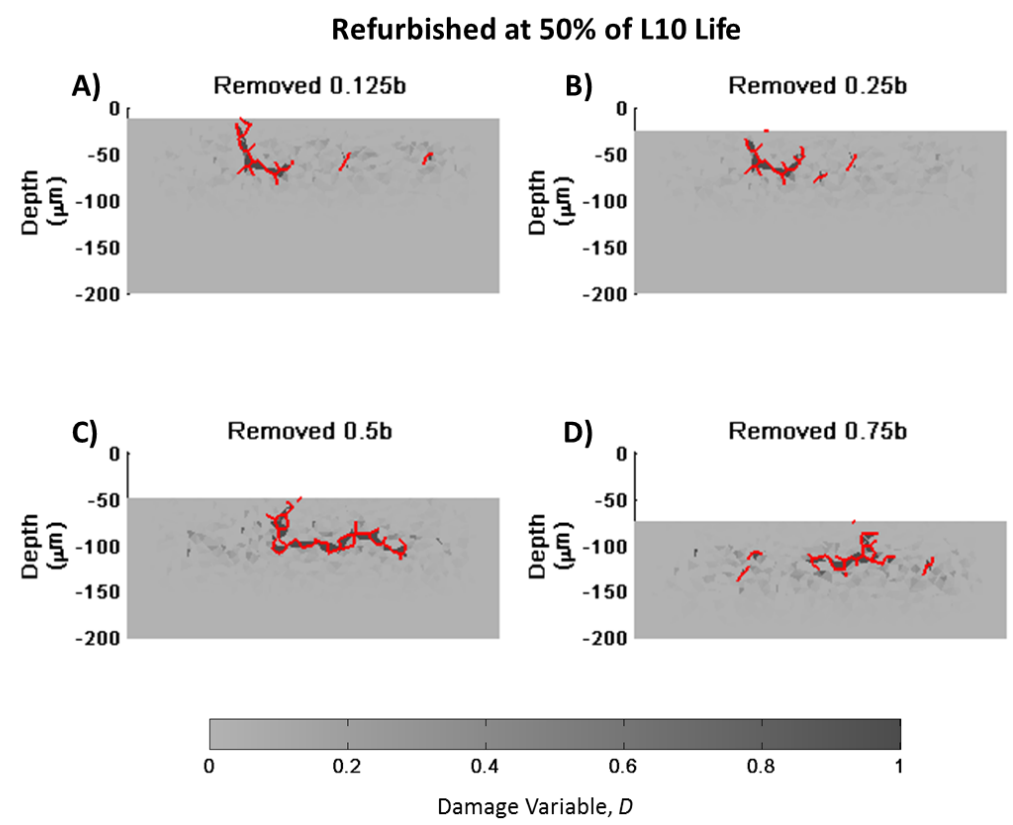 Refurbished at 50% of L10 Life
A)
Removed 0.125b
0
-50
-100
-150
-200
Depth
(μm)
B)
Removed 0.25b
0
-50
-100
-150
-200
Depth
(μm)
C)
Removed 0.5b
0
-50
-100
-150
-200
Depth
(μm)
D)
Removed 0.75b
0
-50
-100
-150
-200
Depth
(μm)
0 0.2 0.4 0.6 0.8 1
Damage Variable, D